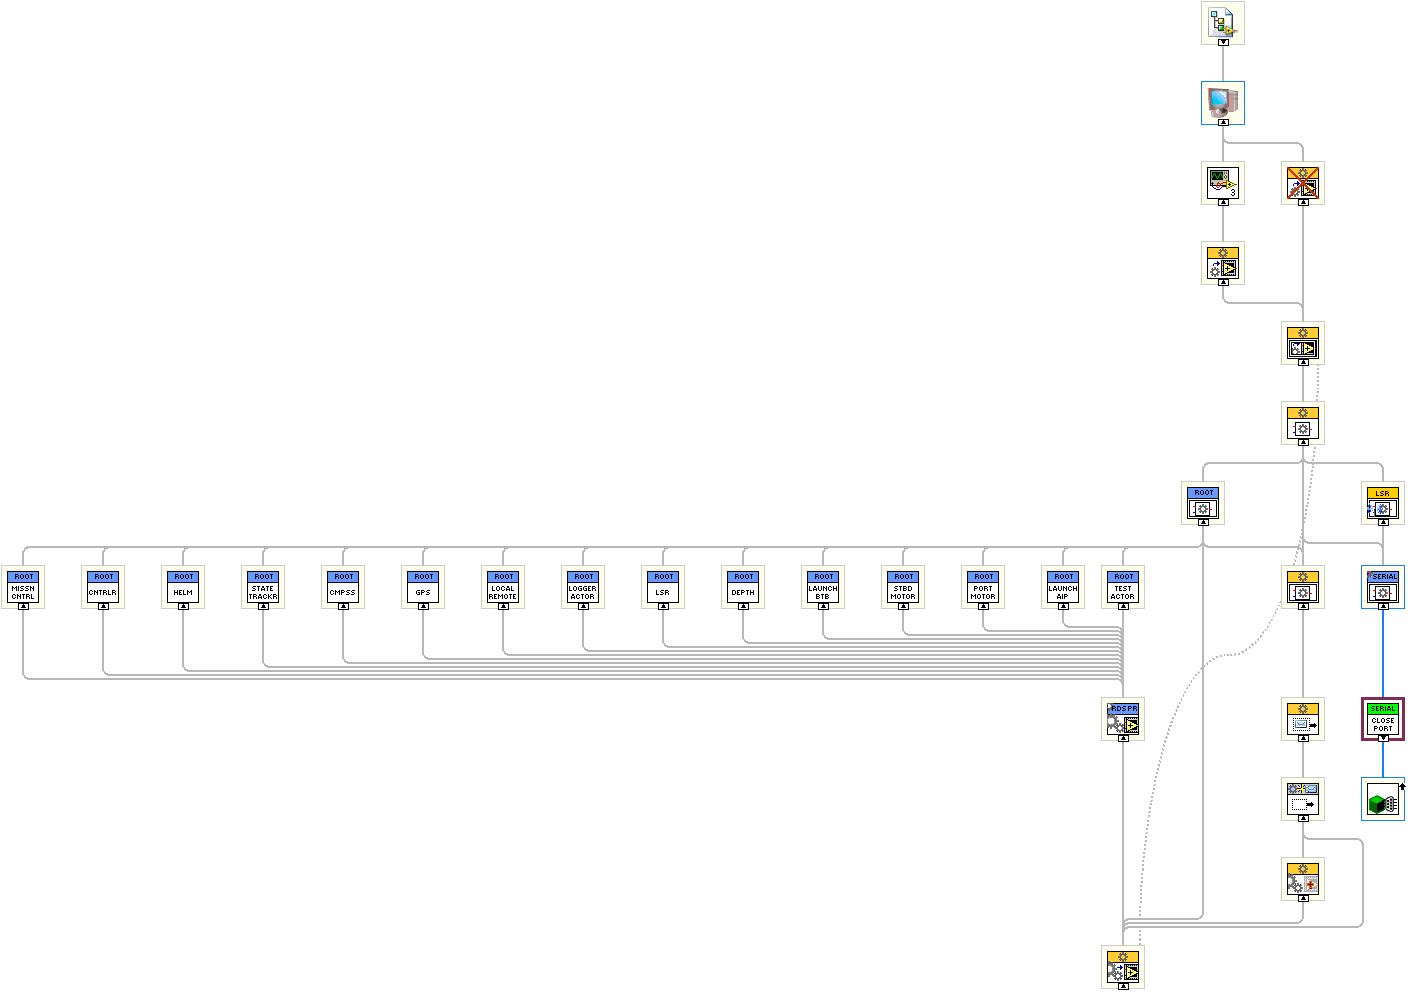 3
ROOT
LSR
ROOT
MISSN
CNTRL
ROOT
CNTRLR
ROOT
HELM
ROOT
STATE
TRACKR
ROOT
CMPSS
ROOT
GPS
ROOT
LOCAL
REMOTE
ROOT
LOGGER
ACTOR
ROOT
LSR
ROOT
DEPTH
ROOT
LAUNCH
BTB
ROOT
STBD
MOTOR
ROOT
PORT
MOTOR
ROOT
LAUNCH
AIP
ROOT
TEST
ACTOR
SERIAL
RDSPR
SERIAL
CLOSE
PORT